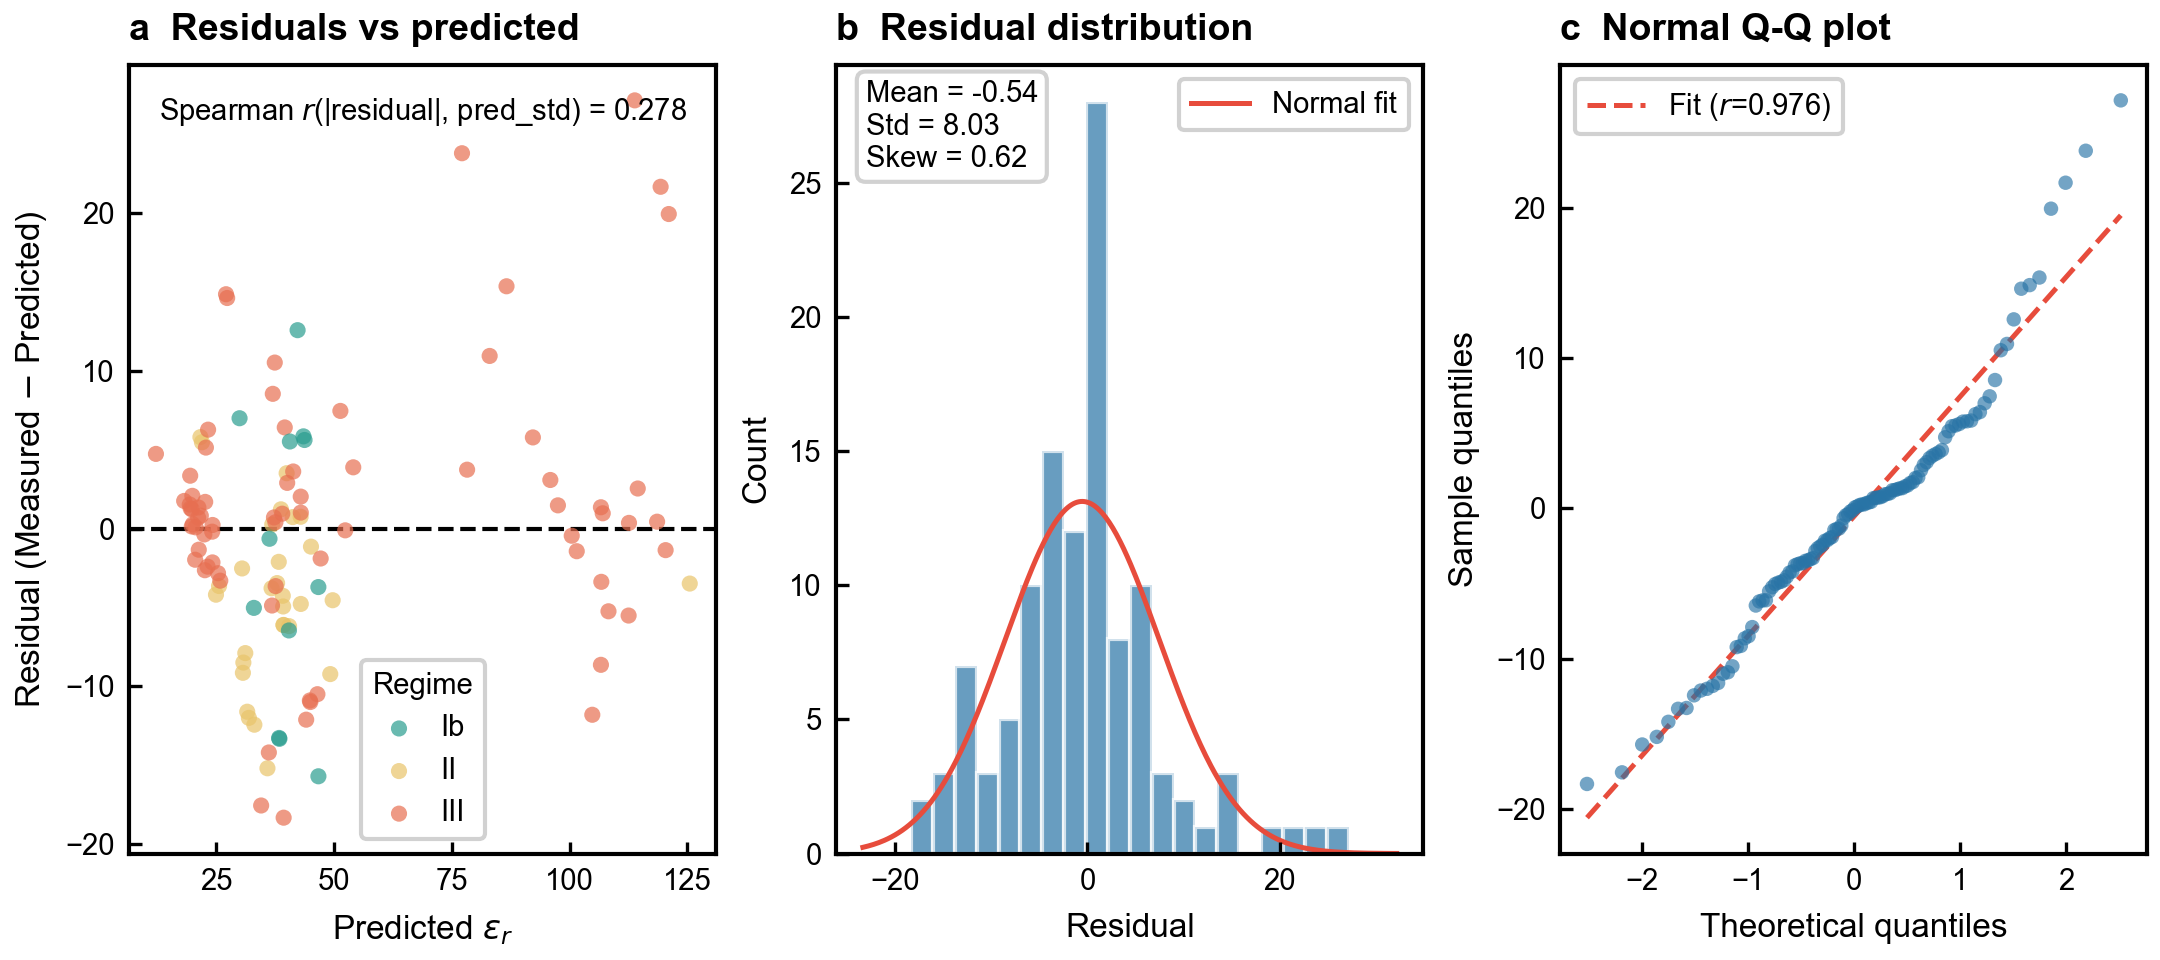 a Residuals vs predicted
Spearman r(|residual|, pred_std) = 0.278
Residual (Measured − Predicted)
20
10
0
−10
−20
Regime
Ib
II
III
25 50 75 100 125
Predicted εr
b Residual distribution
Mean = -0.54
Std = 8.03
Skew = 0.62
Normal fit
Count
25
20
15
10
5
0
−20 0 20
Residual
c Normal Q-Q plot
Fit (r=0.976)
Sample quantiles
20
10
0
−10
−20
−2 −1 0 1 2
Theoretical quantiles